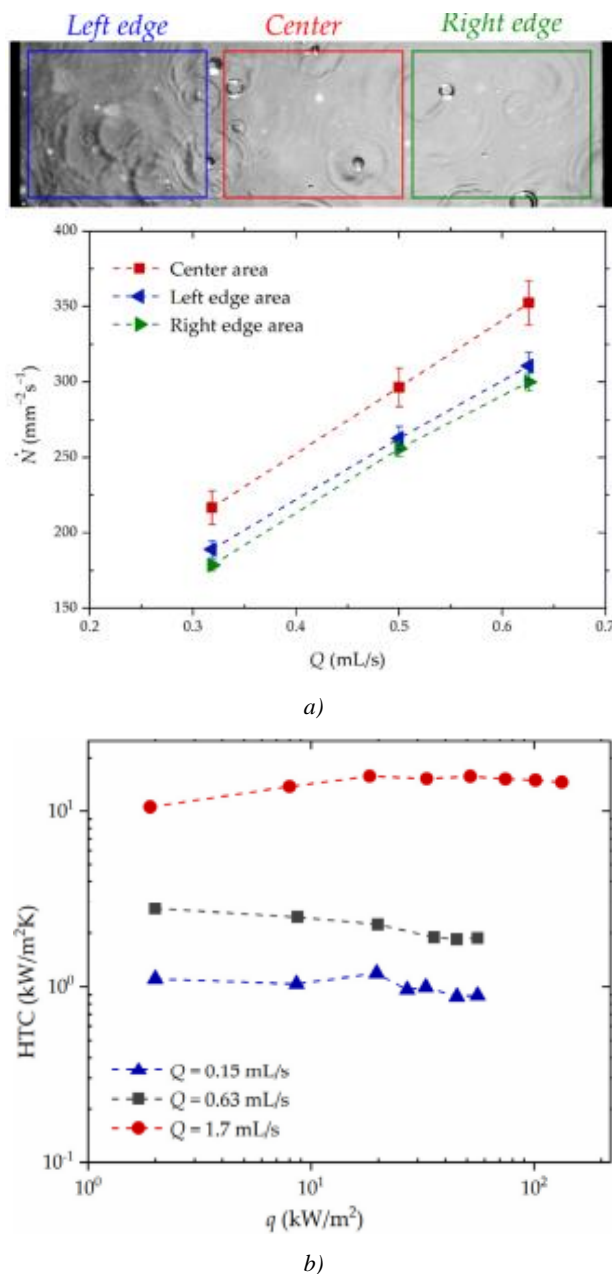 Left edge Center Right edge
400
350
300
250
200
150
Ṅ (mm⁻²s⁻¹)
Center area
Left edge area
Right edge area
0.2 0.3 0.4 0.5 0.6 0.7
Q (mL/s)
a)
10¹
10⁰
10⁻¹
HTC (kW/m²K)
Q = 0.15 mL/s
Q = 0.63 mL/s
Q = 1.7 mL/s
10⁰ 10¹ 10²
q (kW/m²)
b)